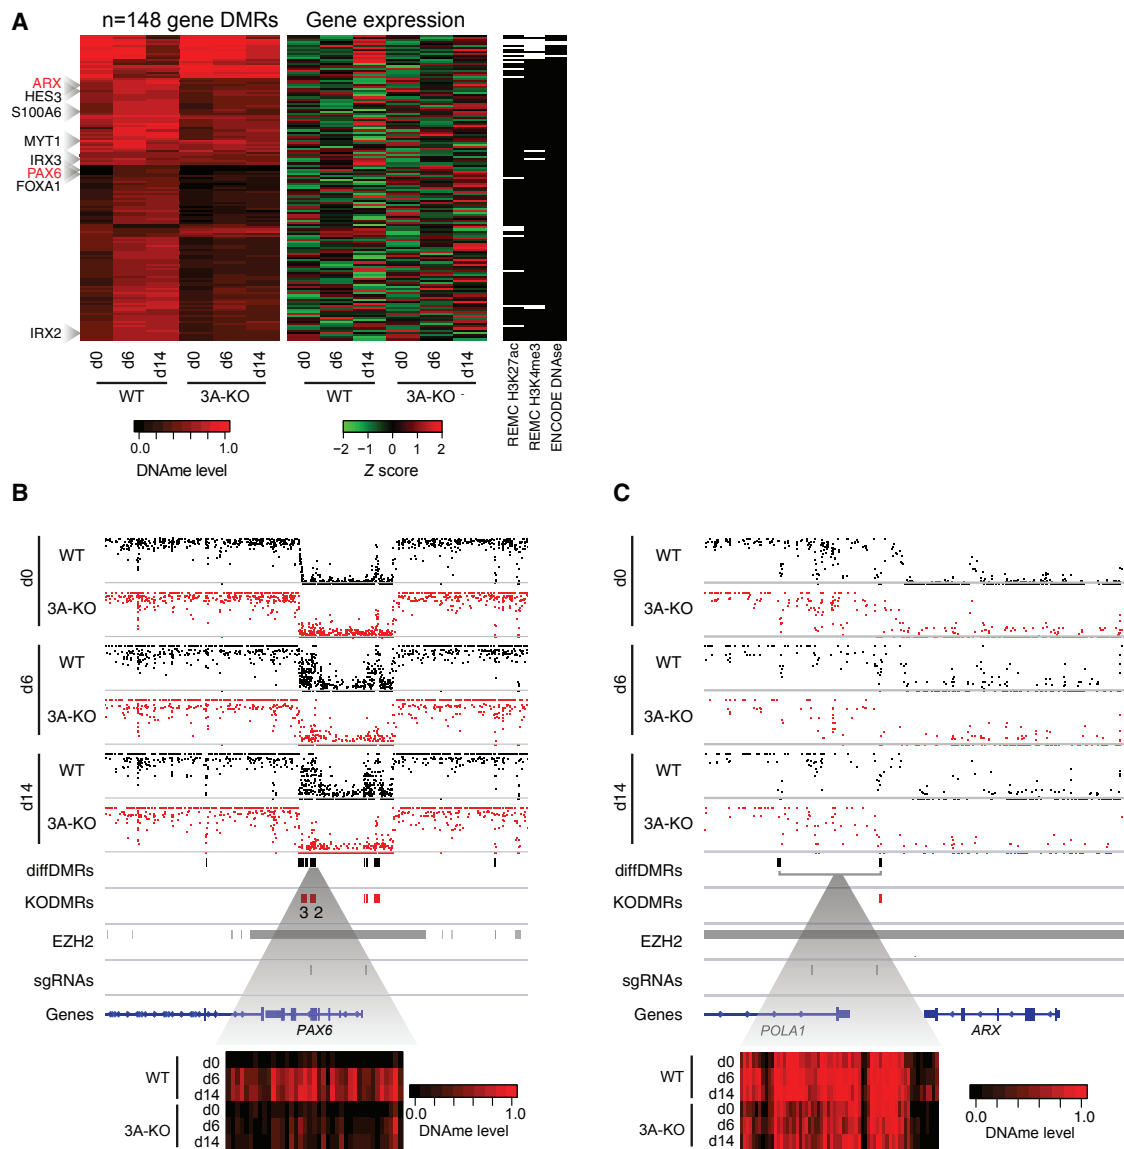 A
n=148 gene DMRs
Gene expression
ARX
HES3
S100A6
MYT1
IRX3
PAX6
FOXA1
IRX2
d0 d6 d14 d0 d6 d14
d0 d6 d14 d0 d6 d14
WT 3A-KO
WT 3A-KO
REMC H3K27ac
REMC H3K4me3
ENCODE DNAse
0.0 1.0
DNAme level
−2 −1 0 1 2
Z score
B
d0
WT
3A-KO
d6
WT
3A-KO
d14
WT
3A-KO
diffDMRs
KODMRs
3 2
EZH2
sgRNAs
Genes
PAX6
WT
d0
d6
d14
3A-KO
d0
d6
d14
0.0 1.0
DNAme level
C
d0
WT
3A-KO
d6
WT
3A-KO
d14
WT
3A-KO
diffDMRs
KODMRs
EZH2
sgRNAs
Genes
POLA1
ARX
WT
d0
d6
d14
3A-KO
d0
d6
d14
0.0 1.0
DNAme level